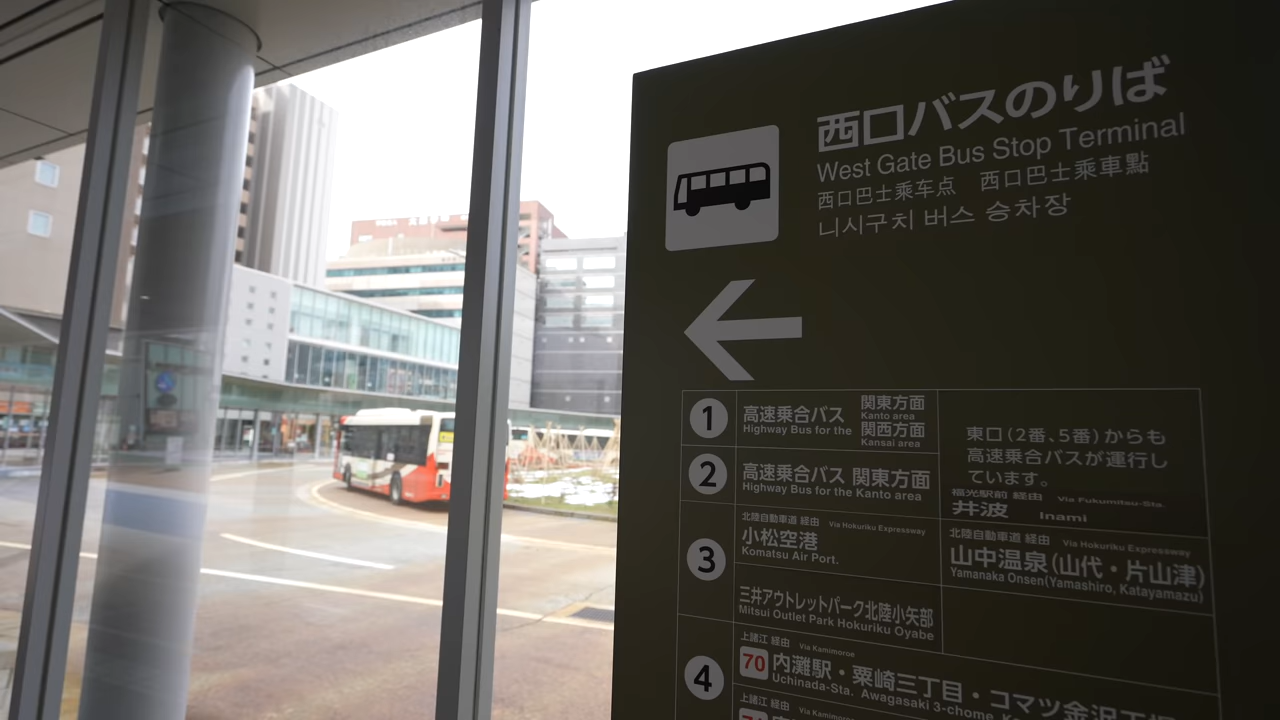 西口バスのりば
West Gate Bus Stop Terminal
西口巴士乘车点 西口巴士乘車點
니시구치 버스 승차장
1 高速乗合バス 関東方面
Highway Bus for the Kanto area
関西方面
Kansai area
東口(2番、5番)からも
高速乗合バスが運行し
ています。
2 高速乗合バス 関東方面
Highway Bus for the Kanto area
福光駅前 経由 Via Fukumitsu-Sta.
井波 Inami
3 北陸自動車道 経由 Via Hokuriku Expressway
小松空港
Komatsu Air Port.
北陸自動車道 経由 Via Hokuriku Expressway
山中温泉(山代・片山津)
Yamanaka Onsen(Yamashiro, Katayamazu)
三井アウトレットパーク北陸小矢部
Mitsui Outlet Park Hokuriku Oyabe
4 上諸江 経由 Via Kamimoroe
70 内灘駅・粟崎三丁目・コマツ金沢工場
Uchinada-Sta. Awagasaki 3-chome,
上諸江 経由 Via Kamimoroe